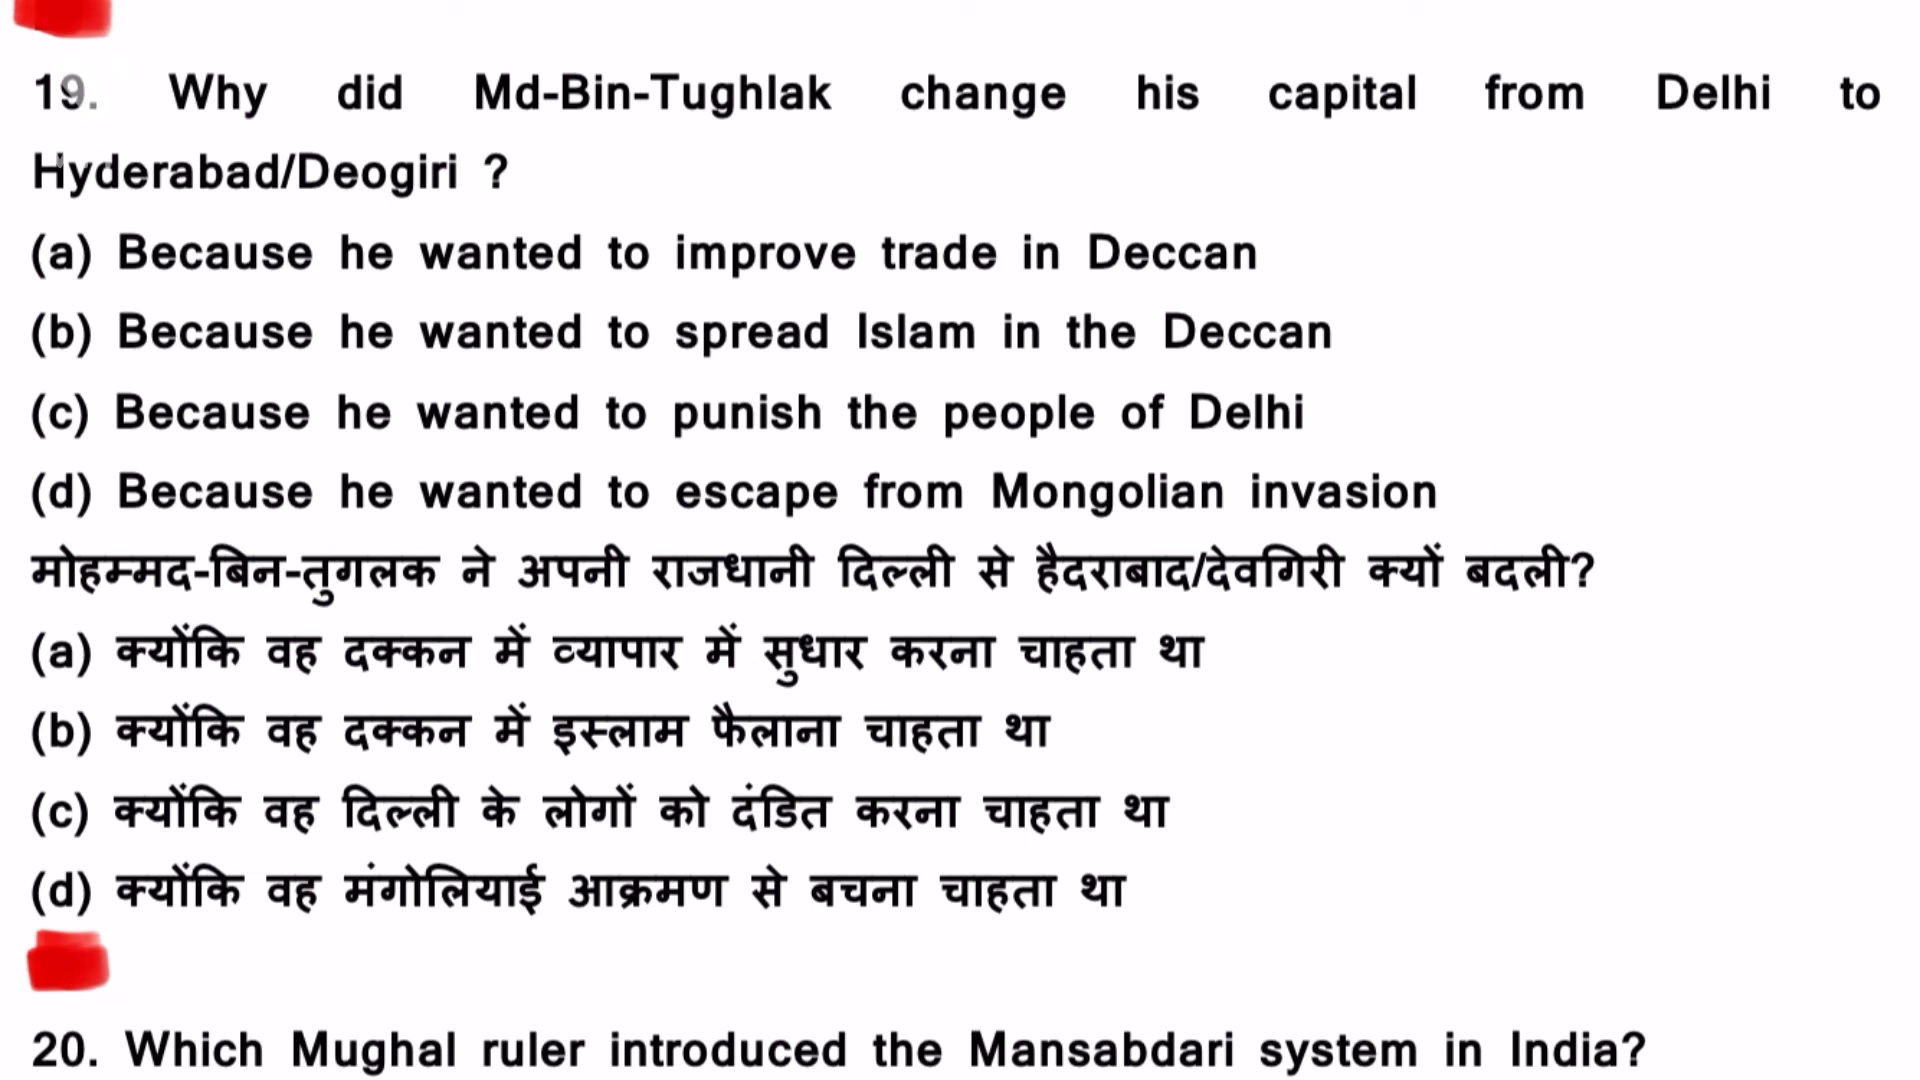 19. Why did Md-Bin-Tughlak change his capital from Delhi to
Hyderabad/Deogiri ?
(a) Because he wanted to improve trade in Deccan
(b) Because he wanted to spread Islam in the Deccan
(c) Because he wanted to punish the people of Delhi
(d) Because he wanted to escape from Mongolian invasion
मोहम्मद-बिन-तुगलक ने अपनी राजधानी दिल्ली से हैदराबाद/देवगिरी क्यों बदली?
(a) क्योंकि वह दक्कन में व्यापार में सुधार करना चाहता था
(b) क्योंकि वह दक्कन में इस्लाम फैलाना चाहता था
(c) क्योंकि वह दिल्ली के लोगों को दंडित करना चाहता था
(d) क्योंकि वह मंगोलियाई आक्रमण से बचना चाहता था
20. Which Mughal ruler introduced the Mansabdari system in India?